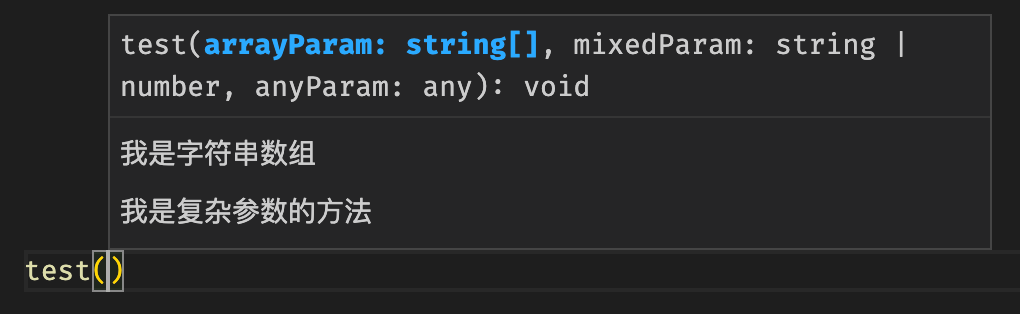 test(arrayParam: string[], mixedParam: string |
number, anyParam: any): void
我是字符串数组
我是复杂参数的方法
test()